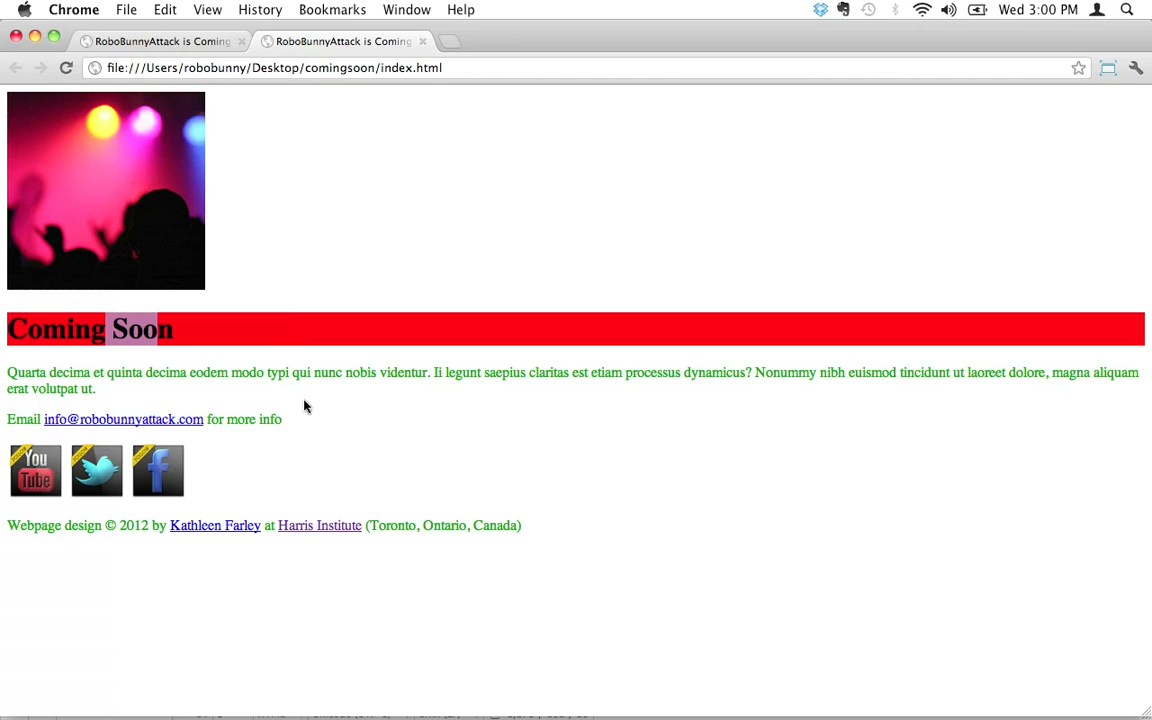 Chrome File Edit View History Bookmarks Window Help Wed 3:00 PM
RoboBunnyAttack is Coming RoboBunnyAttack is Coming
file:///Users/robobunny/Desktop/comingsoon/index.html
Coming Soon
Quarta decima et quinta decima eodem modo typi qui nunc nobis videntur. Ii legunt saepius claritas est etiam processus dynamicus? Nonummy nibh euismod tincidunt ut laoreet dolore, magna aliquam
erat volutpat ut.
Email info@robobunnyattack.com for more info
FOLLOW You Tube FOLLOW FOLLOW f
Webpage design © 2012 by Kathleen Farley at Harris Institute (Toronto, Ontario, Canada)